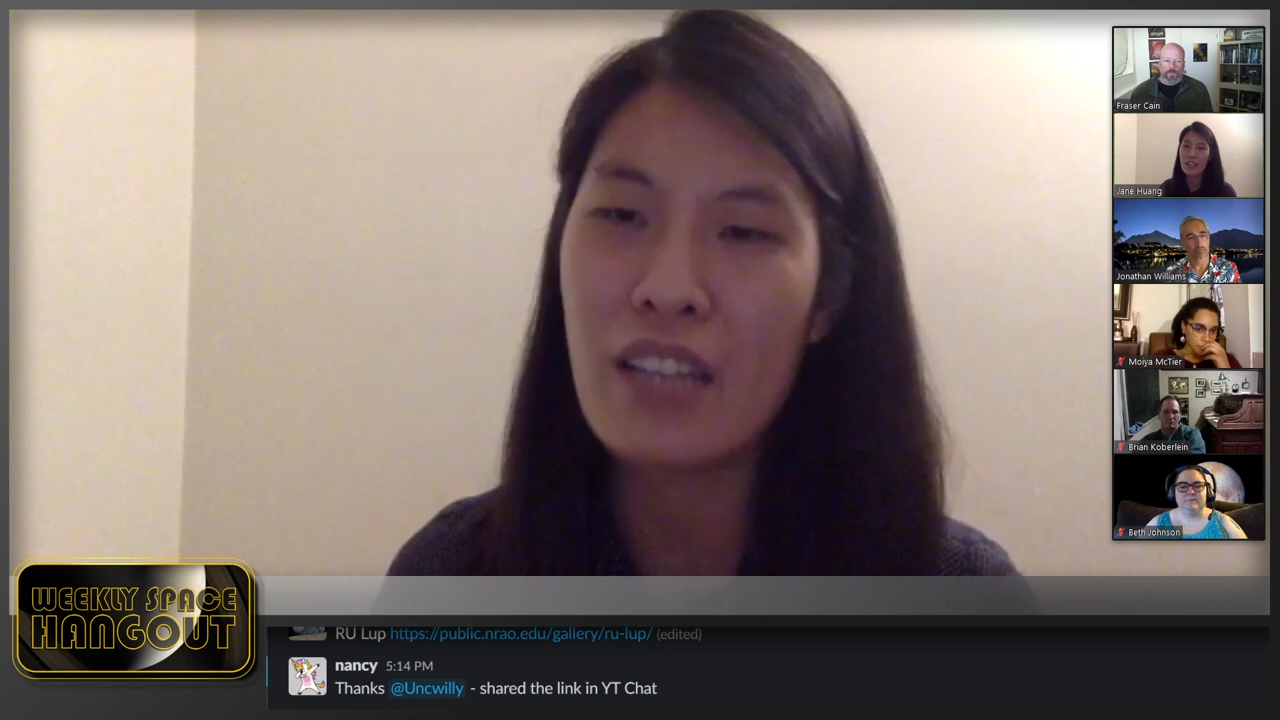 Fraser Cain
Jane Huang
Jonathan Williams
Moiya McTier
Brian Koberlein
Beth Johnson
WEEKLY SPACE
HANGOUT
RU Lup https://public.nrao.edu/gallery/ru-lup/ (edited)
nancy 5:14 PM
Thanks @Uncwilly - shared the link in YT Chat